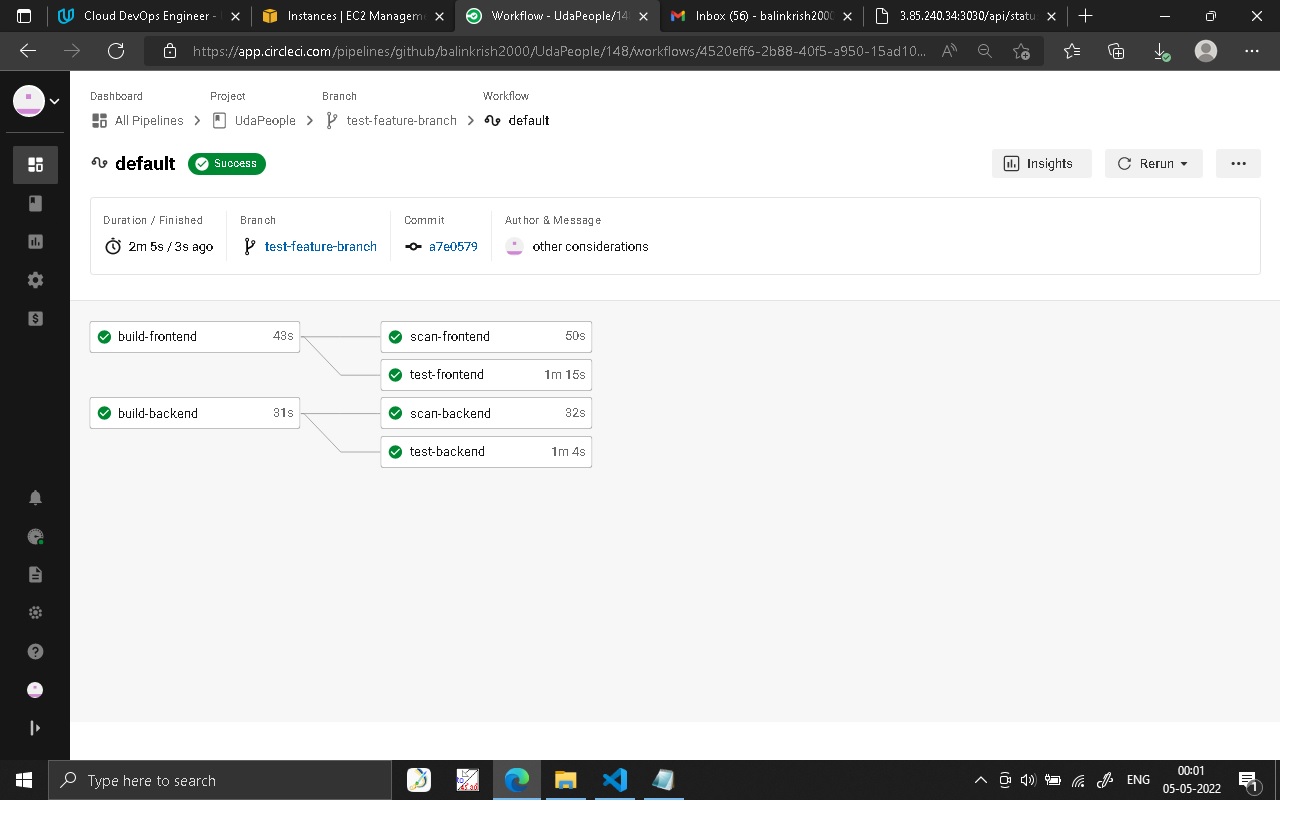 Cloud DevOps Engineer -
Instances | EC2 Managem
Workflow - UdaPeople/14
Inbox (56) - balinkrish2000
3.85.240.34:3030/api/statu
https://app.circleci.com/pipelines/github/balinkrish2000/UdaPeople/148/workflows/4520eff6-2b88-40f5-a950-15ad10...
Dashboard Project Branch Workflow
All Pipelines > UdaPeople > test-feature-branch > default
default Success Insights Rerun
Duration / Finished Branch Commit Author & Message
2m 5s / 3s ago test-feature-branch a7e0579 other considerations
build-frontend 43s scan-frontend 50s
test-frontend 1m 15s
build-backend 31s scan-backend 32s
test-backend 1m 4s
Type here to search
ENG
00:01
05-05-2022
1